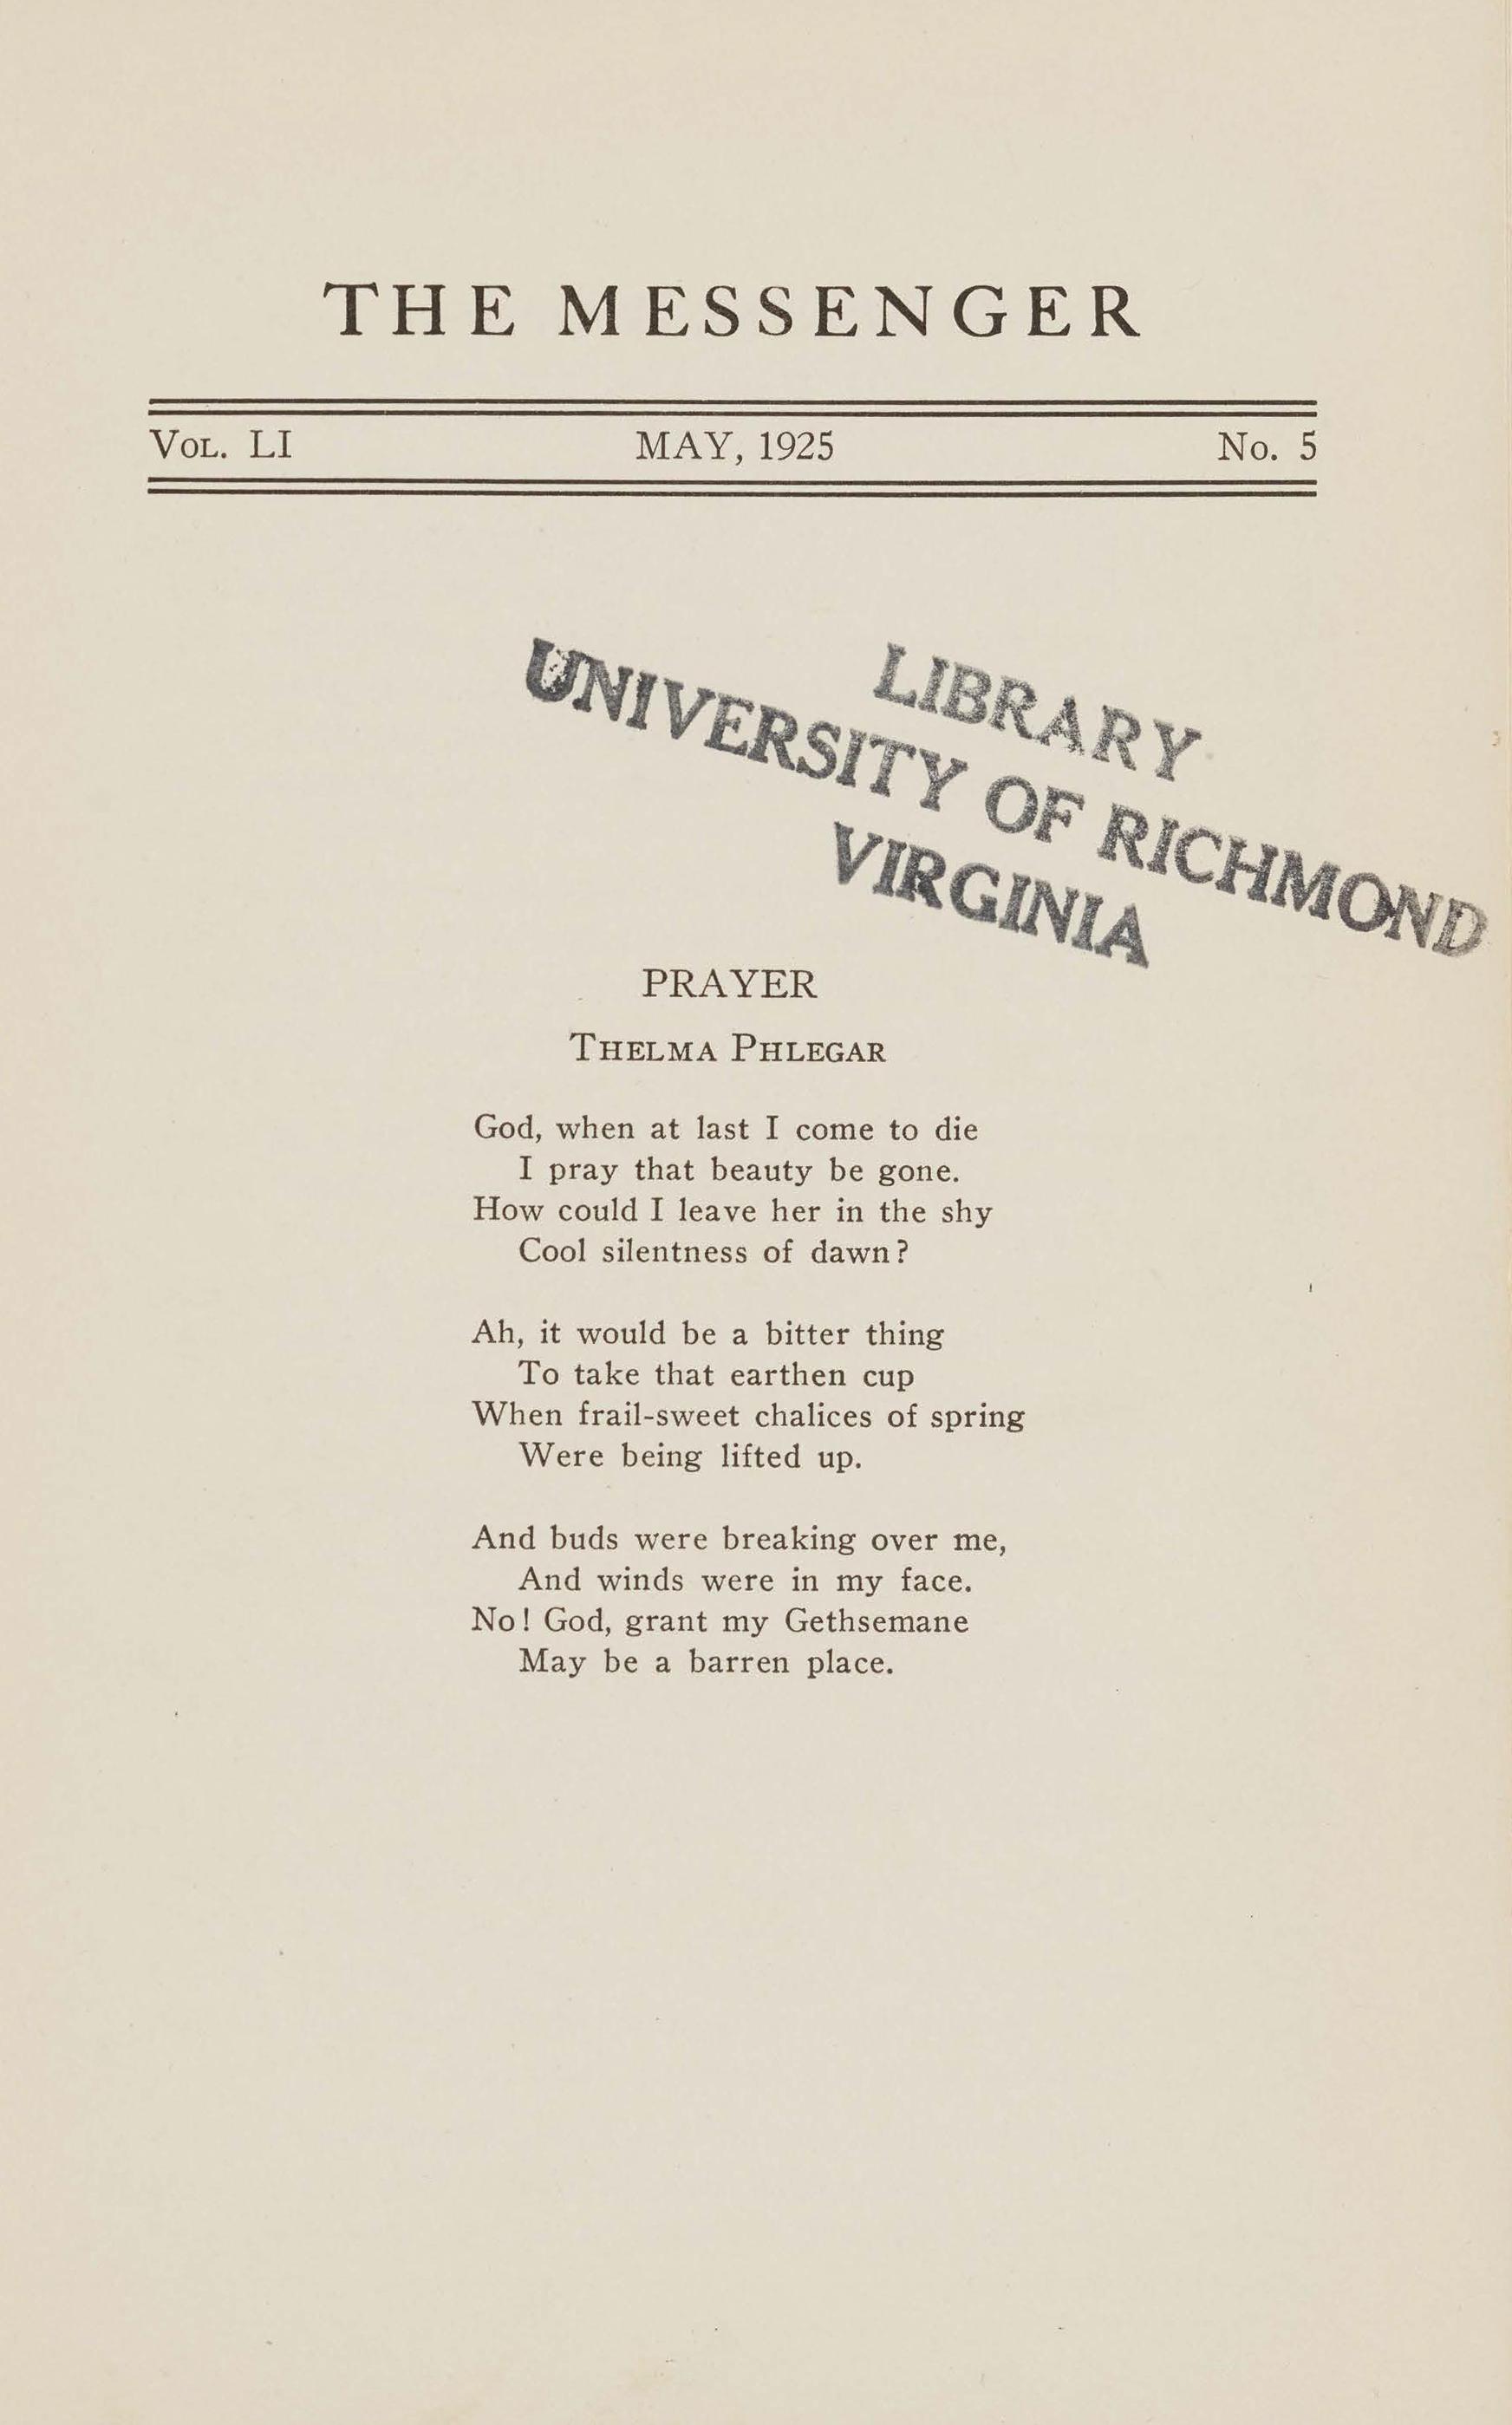 THE MESSENGER
VOL. LI MAY, 1925 No. 5
LIBRARY
UNIVERSITY OF RICHMOND
VIRGINIA
PRAYER
THELMA PHLEGAR
God, when at last I come to die
I pray that beauty be gone.
How could I leave her in the shy
Cool silentness of dawn?
Ah, it would be a bitter thing
To take that earthen cup
When frail-sweet chalices of spring
Were being lifted up.
And buds were breaking over me,
And winds were in my face.
No! God, grant my Gethsemane
May be a barren place.